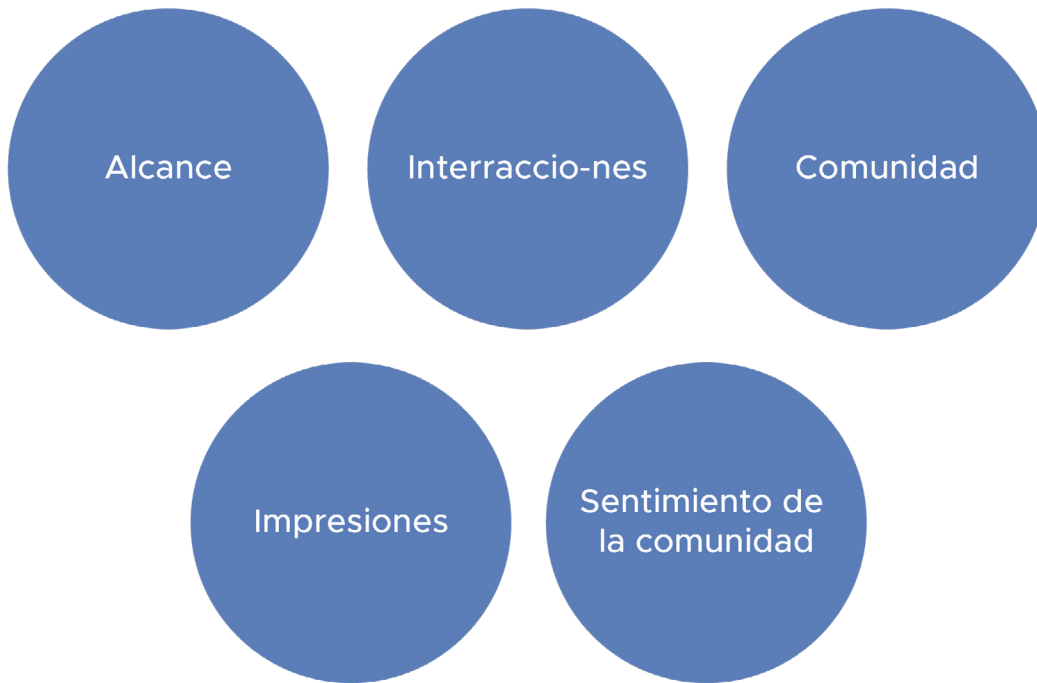 Alcance
Interraccio-nes
Comunidad
Impresiones
Sentimiento de
la comunidad